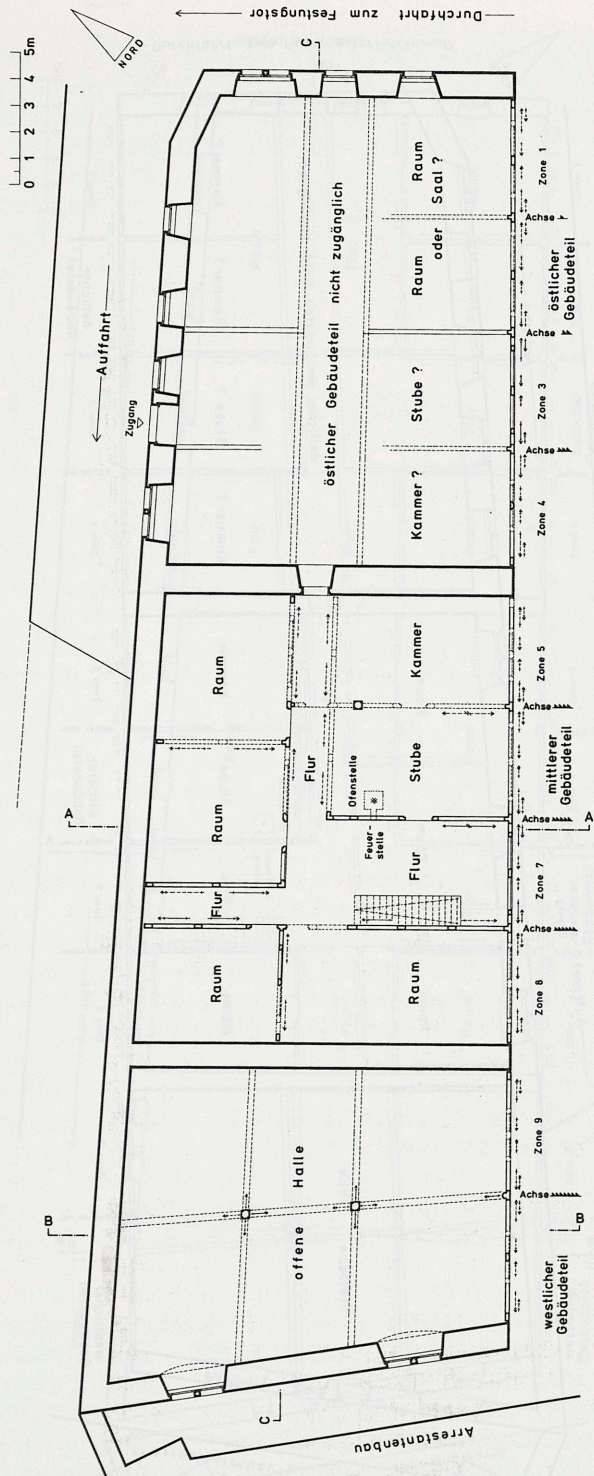 Durchfahrt zum Festungstor
NORD
0 1 2 3 4 5m
C
Auffahrt
Zugang
Raum Raum
oder Saal ?
östlicher Gebäudeteil nicht zugänglich
Stube ?
Kammer ?
Zone 1
Achse
Achse
Zone 3
Achse
Zone 4
östlicher
Gebäudeteil
Raum
Kammer
Zone 5
Achse
Flur
Stube
Ofenstelle
Feuer-
stelle
mittlerer
Gebäudeteil
Raum
A
Achse
A
Flur
Flur
Zone 7
Achse
Raum
Raum
Zone 8
offene Halle
Zone 9
B
Achse
B
westlicher
Gebäudeteil
C
Arrestantenbau